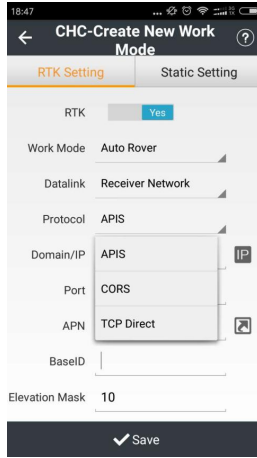 18:47
CHC-Create New Work Mode
RTK Setting
Static Setting
RTK Yes
Work Mode Auto Rover
Datalink Receiver Network
Protocol APIS
Domain/IP APIS IP
Port CORS
APN TCP Direct
BaseID
Elevation Mask 10
Save